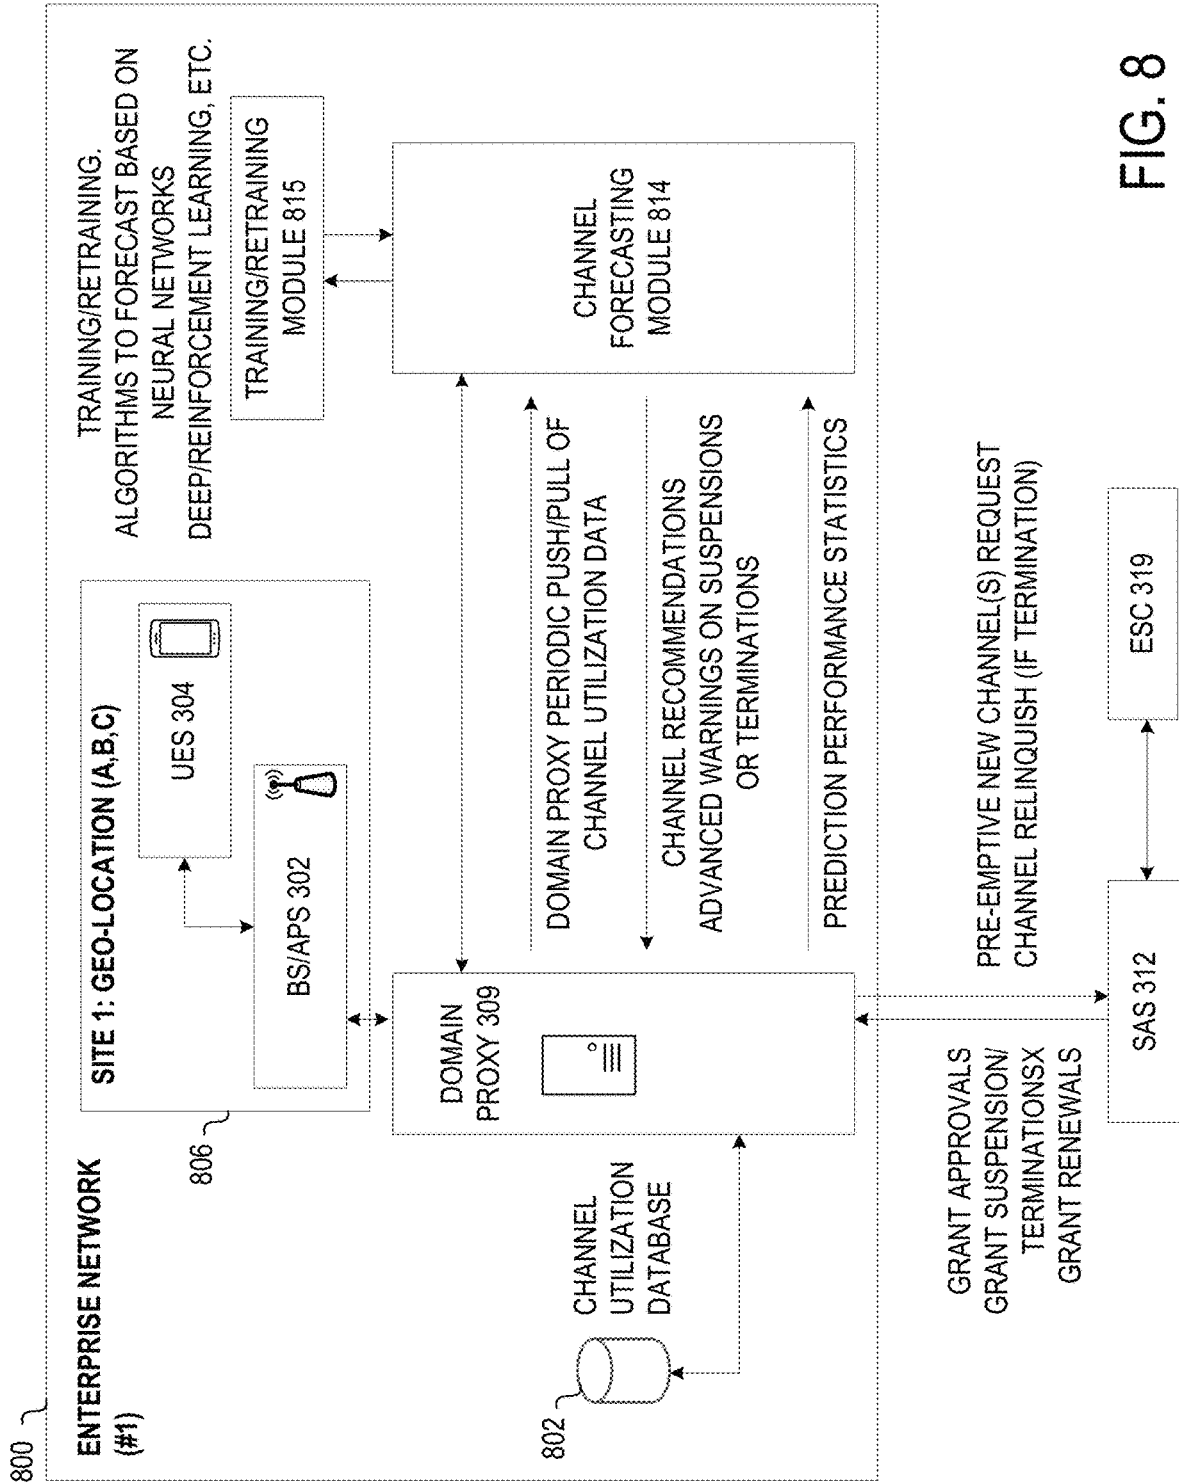 800
ENTERPRISE NETWORK
(#1)
806
SITE 1: GEO-LOCATION (A,B,C)
UES 304
BS/APS 302
TRAINING/RETRAINING.
ALGORITHMS TO FORECAST BASED ON
NEURAL NETWORKS
DEEP/REINFORCEMENT LEARNING, ETC.
TRAINING/RETRAINING
MODULE 815
802
CHANNEL
UTILIZATION
DATABASE
DOMAIN
PROXY 309
DOMAIN PROXY PERIODIC PUSH/PULL OF
CHANNEL UTILIZATION DATA
CHANNEL RECOMMENDATIONS
ADVANCED WARNINGS ON SUSPENSIONS
OR TERMINATIONS
PREDICTION PERFORMANCE STATISTICS
CHANNEL
FORECASTING
MODULE 814
GRANT APPROVALS
GRANT SUSPENSION/
TERMINATIONSX
GRANT RENEWALS
PRE-EMPTIVE NEW CHANNEL(S) REQUEST
CHANNEL RELINQUISH (IF TERMINATION)
SAS 312
ESC 319
FIG. 8